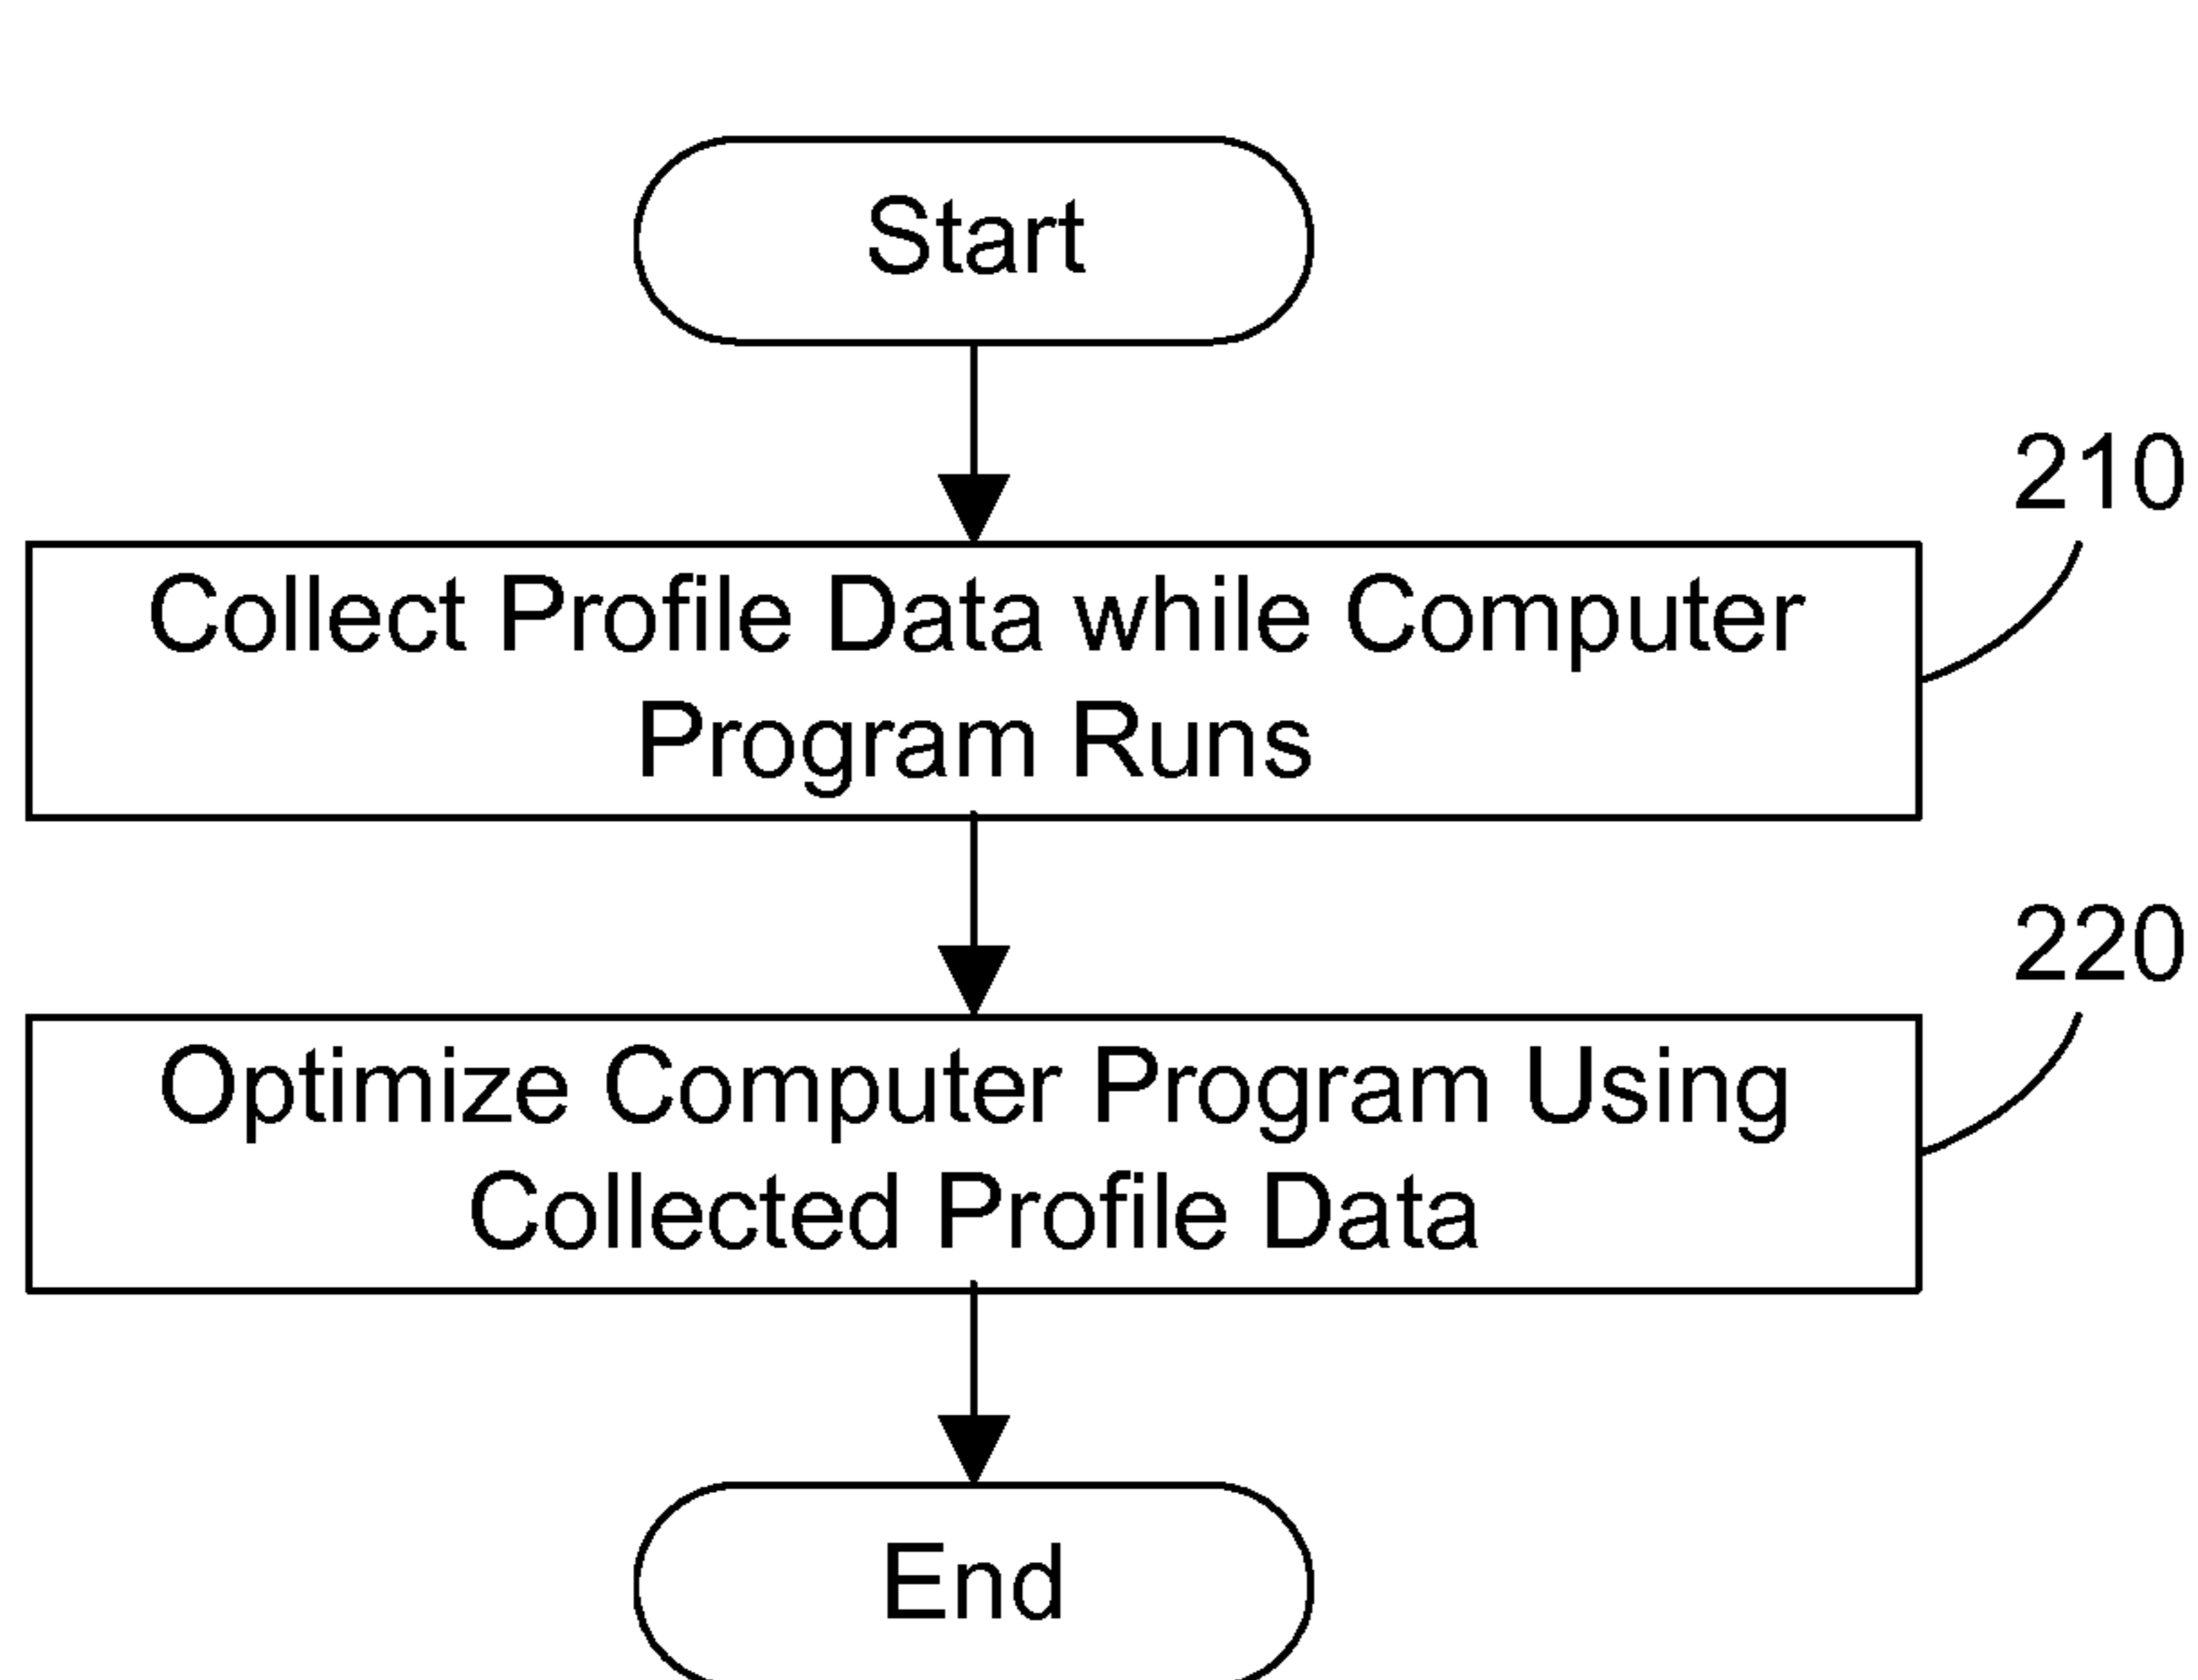 Start
210
Collect Profile Data while Computer
Program Runs
220
Optimize Computer Program Using
Collected Profile Data
End